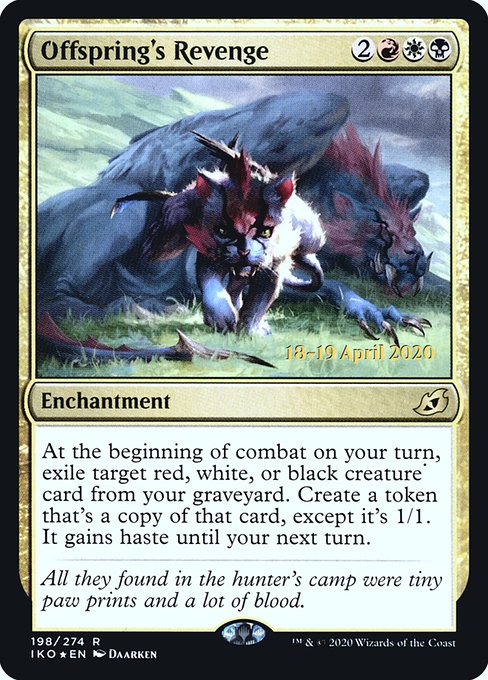 Offspring's Revenge 2
18-19 April 2020
Enchantment
At the beginning of combat on your turn,
exile target red, white, or black creature
card from your graveyard. Create a token
that's a copy of that card, except it's 1/1.
It gains haste until your next turn.
All they found in the hunter's camp were tiny
paw prints and a lot of blood.
198/274 R
IKO★EN DAARKEN
™ & © 2020 Wizards of the Coast